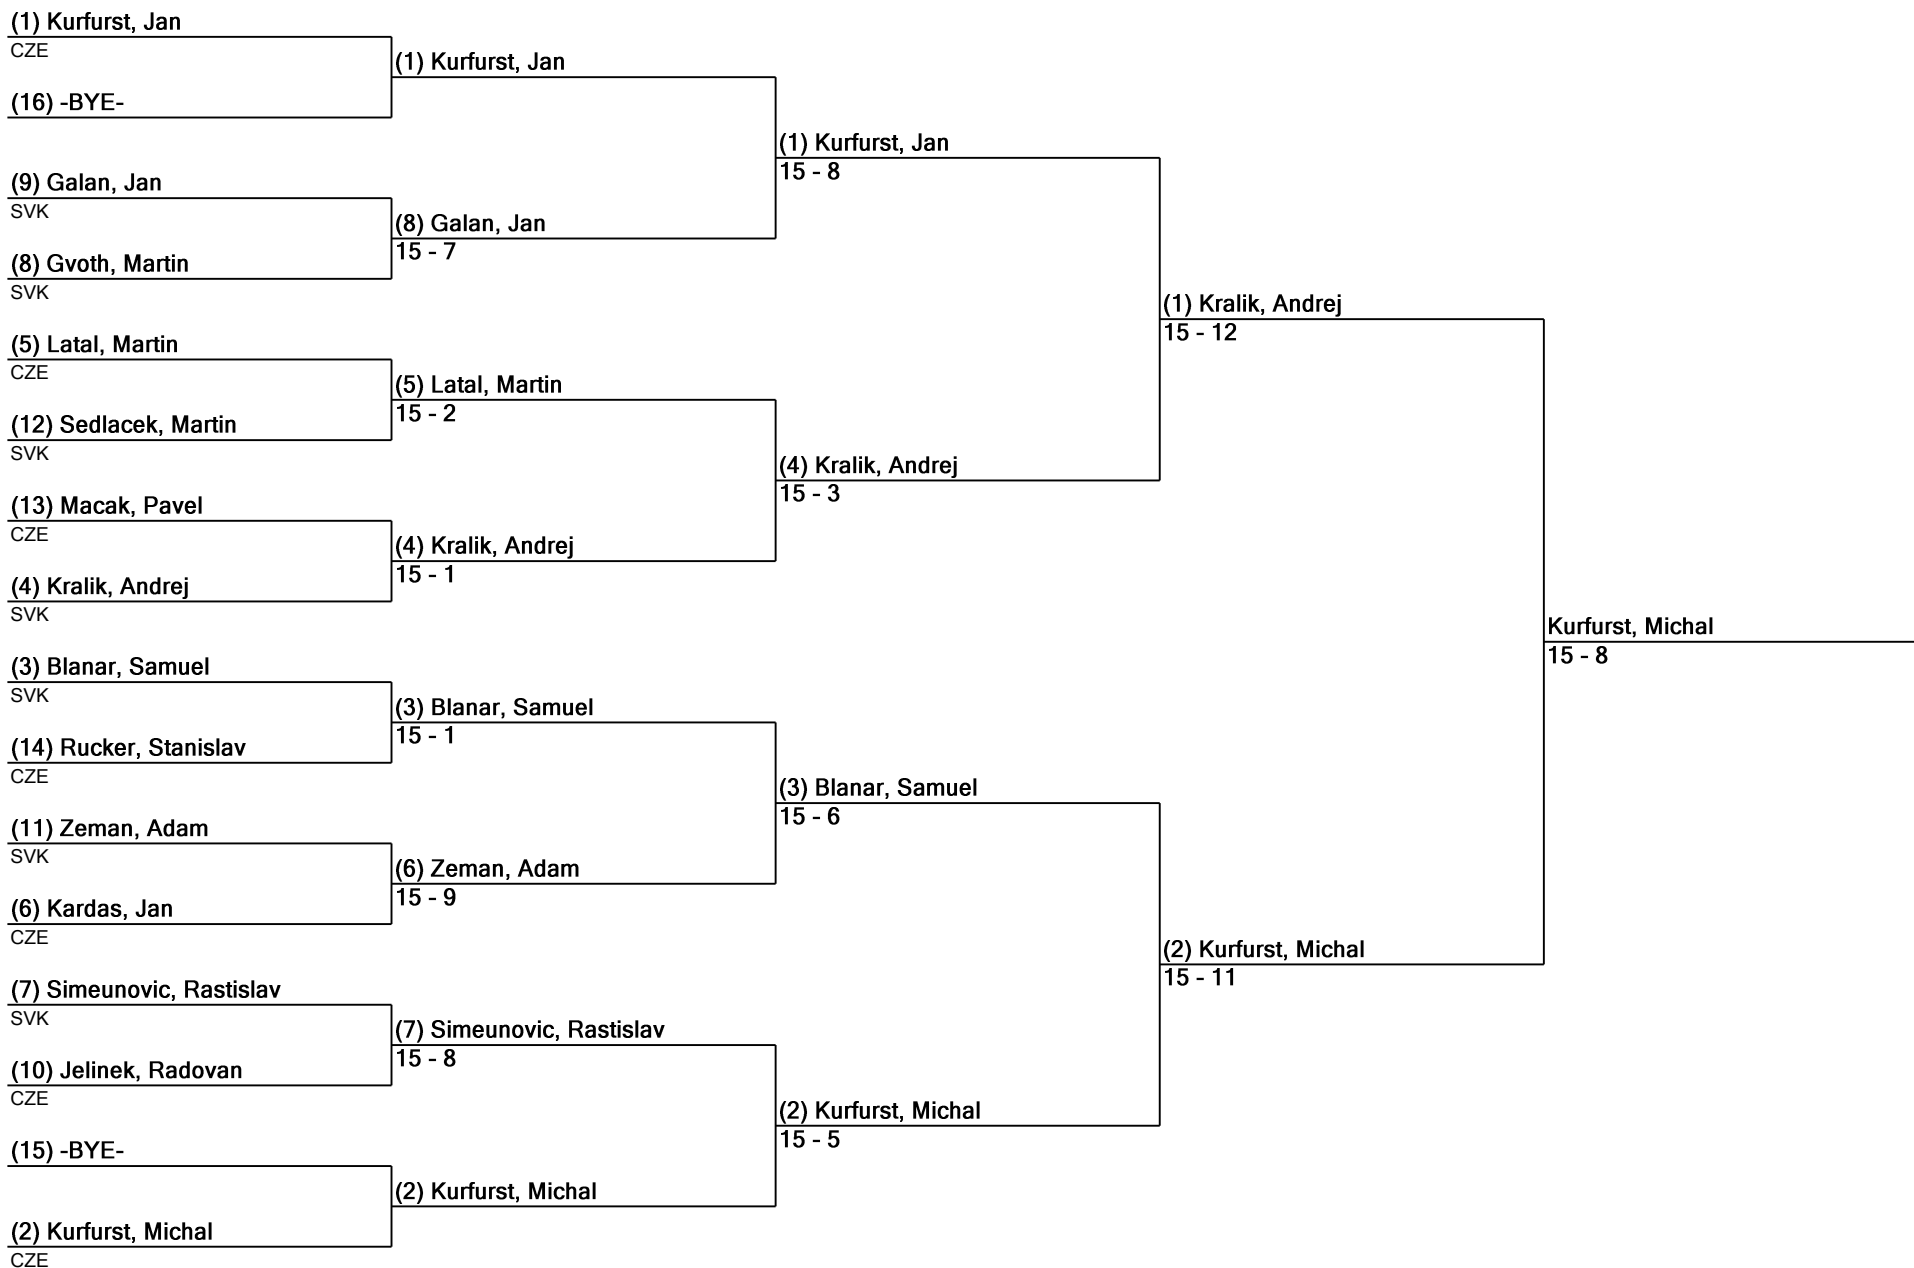 (1) Kurfurst, Jan
CZE
(16) -BYE-
(9) Galan, Jan
SVK
(8) Gvoth, Martin
SVK
(5) Latal, Martin
CZE
(12) Sedlacek, Martin
SVK
(13) Macak, Pavel
CZE
(4) Kralik, Andrej
SVK
(3) Blanar, Samuel
SVK
(14) Rucker, Stanislav
CZE
(11) Zeman, Adam
SVK
(6) Kardas, Jan
CZE
(7) Simeunovic, Rastislav
SVK
(10) Jelinek, Radovan
CZE
(15) -BYE-
(2) Kurfurst, Michal
CZE
(1) Kurfurst, Jan
(8) Galan, Jan
15 - 7
(5) Latal, Martin
15 - 2
(4) Kralik, Andrej
15 - 1
(3) Blanar, Samuel
15 - 1
(6) Zeman, Adam
15 - 9
(7) Simeunovic, Rastislav
15 - 8
(2) Kurfurst, Michal
(1) Kurfurst, Jan
15 - 8
(4) Kralik, Andrej
15 - 3
(3) Blanar, Samuel
15 - 6
(2) Kurfurst, Michal
15 - 5
(1) Kralik, Andrej
15 - 12
(2) Kurfurst, Michal
15 - 11
Kurfurst, Michal
15 - 8